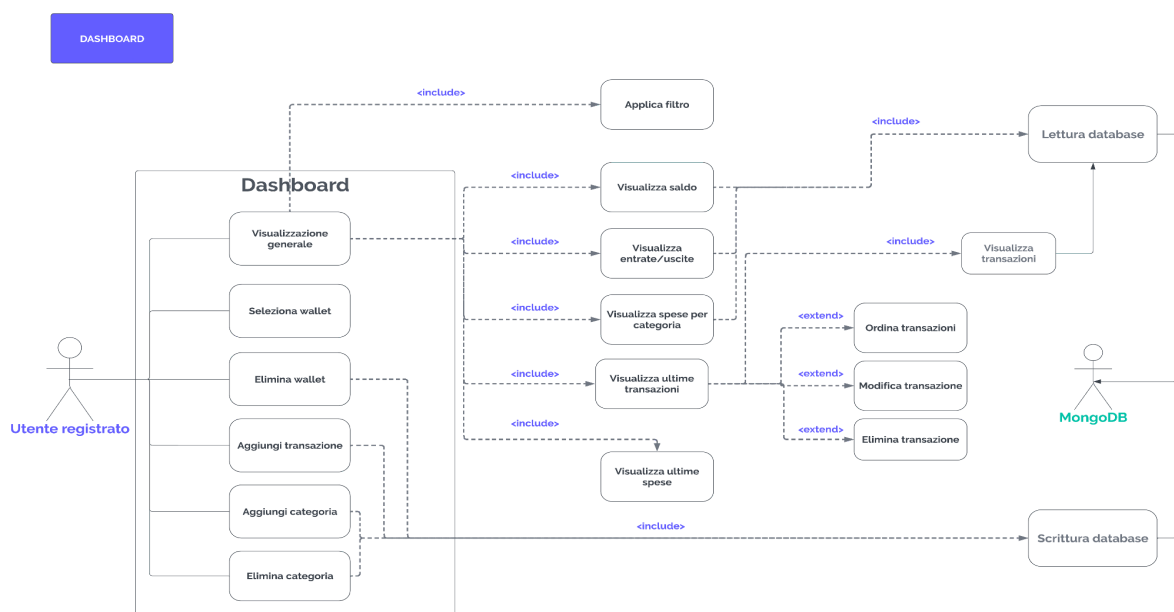 DASHBOARD
<include>
Applica filtro
<include>
Lettura database
Dashboard
<include>
Visualizza saldo
Visualizzazione
generale
<include>
Visualizza
entrate/uscite
<include>
Visualizza
transazioni
Seleziona wallet
<include>
Visualizza spese per
categoria
<extend>
Ordina transazioni
Elimina wallet
<include>
Visualizza ultime
transazioni
<extend>
Modifica transazione
MongoDB
Utente registrato
Aggiungi transazione
<include>
<extend>
Elimina transazione
Visualizza ultime
spese
Aggiungi categoria
<include>
Scrittura database
Elimina categoria